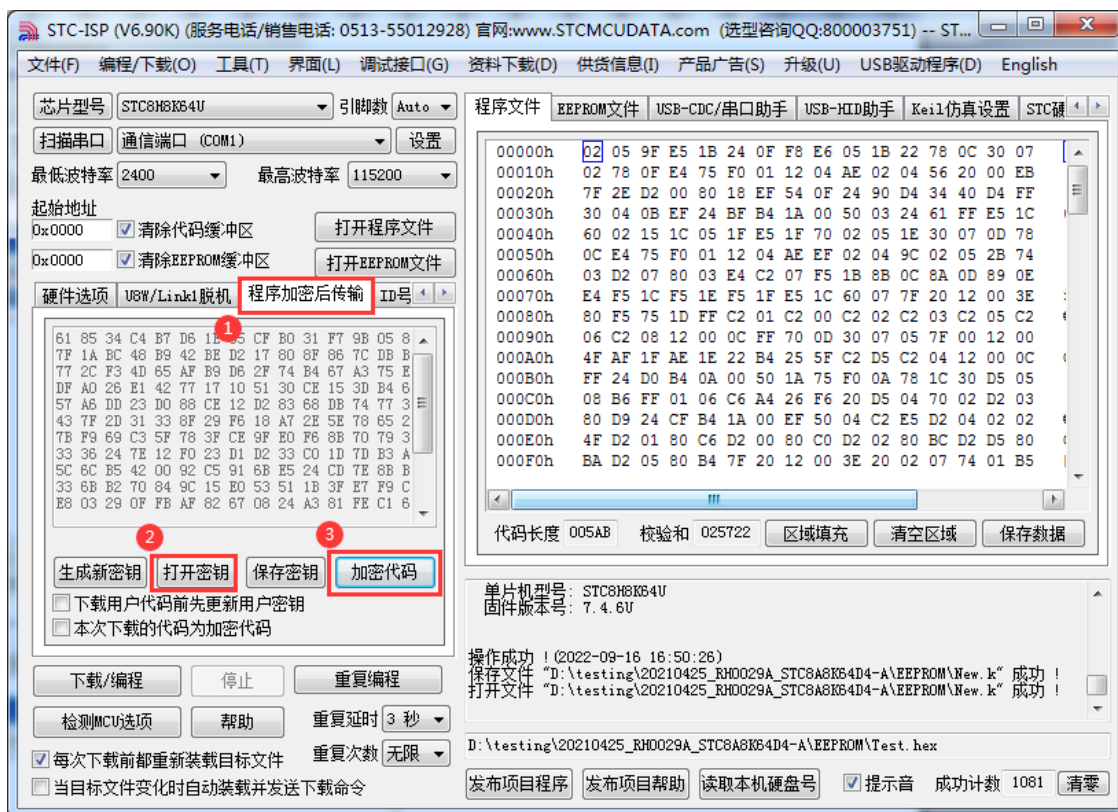 STC-ISP (V6.90K) (服务电话/销售电话: 0513-55012928) 官网:www.STCMCUDATA.com (选型咨询QQ:800003751) -- ST...
文件(F) 编程/下载(O) 工具(T) 界面(L) 调试接口(G) 资料下载(D) 供货信息(I) 产品广告(S) 升级(U) USB驱动程序(D) English
芯片型号 STC8H8K64U 引脚数 Auto
扫描串口 通信端口 (COM1) 设置
最低波特率 2400 最高波特率 115200
起始地址
0x0000 清除代码缓冲区 打开程序文件
0x0000 清除EEPROM缓冲区 打开EEPROM文件
硬件选项 U8W/Link1脱机 程序加密后传输 ID号
1
61 85 34 C4 B7 D6 CF B0 31 F7 9B 05 8
7F 1A BC 48 B9 42 BE D2 17 80 8F 86 7C DB B
77 2C F3 4D 65 AF B9 D6 2F 74 B4 67 A3 75 E
DF A0 26 E1 42 77 17 10 51 30 CE 15 3D B4 6
57 A6 DD 23 D0 88 CE 12 D2 83 68 DB 74 77 3
43 7F 2D 31 33 8F 29 F6 18 A7 2E 5E 78 65 2
7B F9 69 C3 5F 78 3F CE 9F E0 F6 8B 70 79 3
33 36 24 7E 12 F0 23 D1 D2 33 C0 1D 7D B3 A
5C 6C B5 42 00 92 C5 91 6B E5 24 CD 7E 8B B
33 6B B2 70 84 9C 15 E0 53 51 1B 3F E7 F9 C
E8 03 29 0F FB AF 82 67 08 24 A3 81 FE C1 6
2
3
生成新密钥 打开密钥 保存密钥 加密代码
下载用户代码前先更新用户密钥
本次下载的代码为加密代码
下载/编程 停止 重复编程
检测MCU选项 帮助 重复延时 3 秒
每次下载前都重新装载目标文件 重复次数 无限
当目标文件变化时自动装载并发送下载命令
程序文件 EEPROM文件 USB-CDC/串口助手 USB-HID助手 Keil仿真设置 STC硬
00000h 02 05 9F E5 1B 24 0F F8 E6 05 1B 22 78 0C 30 07
00010h 02 78 0F E4 75 F0 01 12 04 AE 02 04 56 20 00 EB
00020h 7F 2E D2 00 80 18 EF 54 0F 24 90 D4 34 40 D4 FF
00030h 30 04 0B EF 24 BF B4 1A 00 50 03 24 61 FF E5 1C
00040h 60 02 15 1C 05 1F E5 1F 70 02 05 1E 30 07 0D 78
00050h 0C E4 75 F0 01 12 04 AE EF 02 04 9C 02 05 2B 74
00060h 03 D2 07 80 03 E4 C2 07 F5 1B 8B 0C 8A 0D 89 0E
00070h E4 F5 1C F5 1E F5 1F E5 1C 60 07 7F 20 12 00 3E
00080h 80 F5 75 1D FF C2 01 C2 00 C2 02 C2 03 C2 05 C2
00090h 06 C2 08 12 00 0C FF 70 0D 30 07 05 7F 00 12 00
000A0h 4F AF 1F AE 1E 22 B4 25 5F C2 D5 C2 04 12 00 0C
000B0h FF 24 D0 B4 0A 00 50 1A 75 F0 0A 78 1C 30 D5 05
000C0h 08 B6 FF 01 06 C6 A4 26 F6 20 D5 04 70 02 D2 03
000D0h 80 D9 24 CF B4 1A 00 EF 50 04 C2 E5 D2 04 02 02
000E0h 4F D2 01 80 C6 D2 00 80 C0 D2 02 80 BC D2 D5 80
000F0h BA D2 05 80 B4 7F 20 12 00 3E 20 02 07 74 01 B5
代码长度 005AB 校验和 025722 区域填充 清空区域 保存数据
单片机型号: STC8H8K64U
固件版本号: 7.4.6U
操作成功 !(2022-09-16 16:50:26)
保存文件 "D:\testing\20210425_RH0029A_STC8A8K64D4-A\EEPROM\New.k" 成功 !
打开文件 "D:\testing\20210425_RH0029A_STC8A8K64D4-A\EEPROM\New.k" 成功 !
D:\testing\20210425_RH0029A_STC8A8K64D4-A\EEPROM\Test.hex
发布项目程序 发布项目帮助 读取本机硬盘号 提示音 成功计数 1081 清零